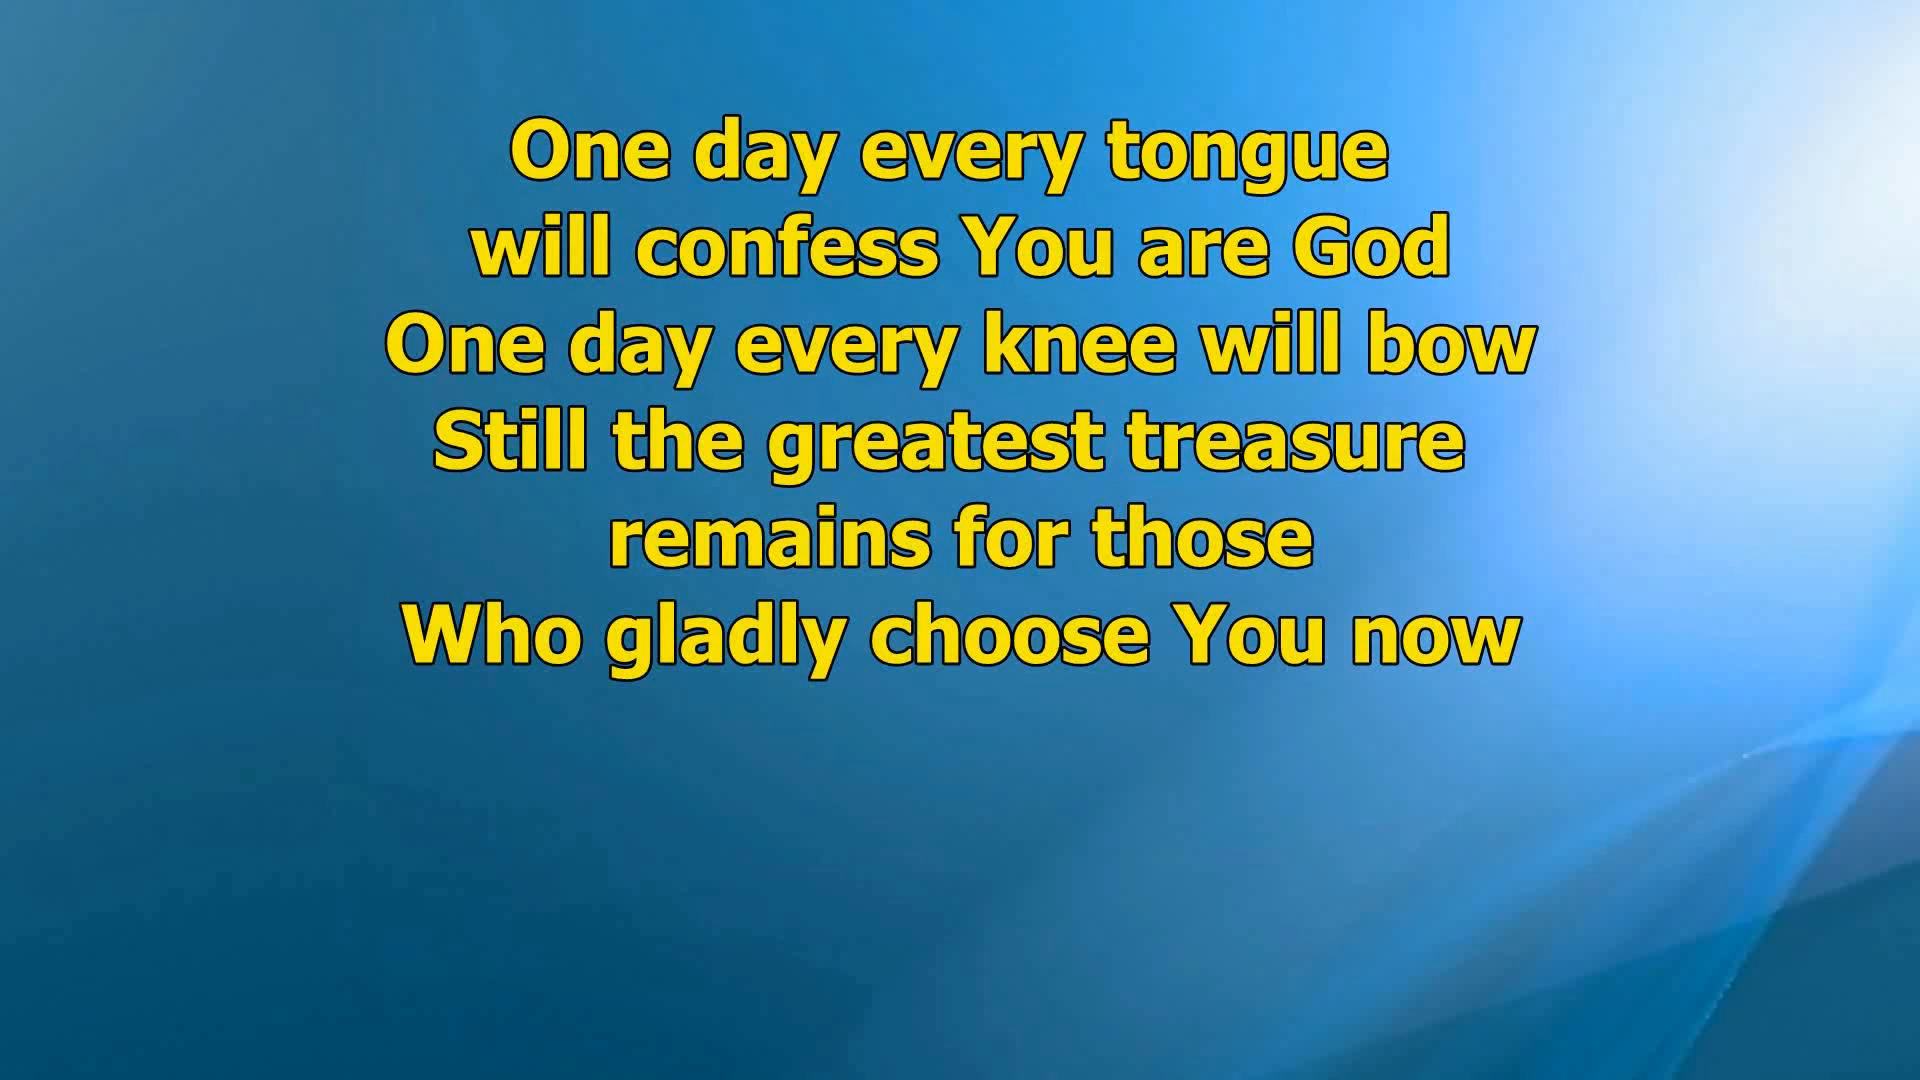 One day every tongue
will confess You are God
One day every knee will bow
Still the greatest treasure
remains for those
Who gladly choose You now